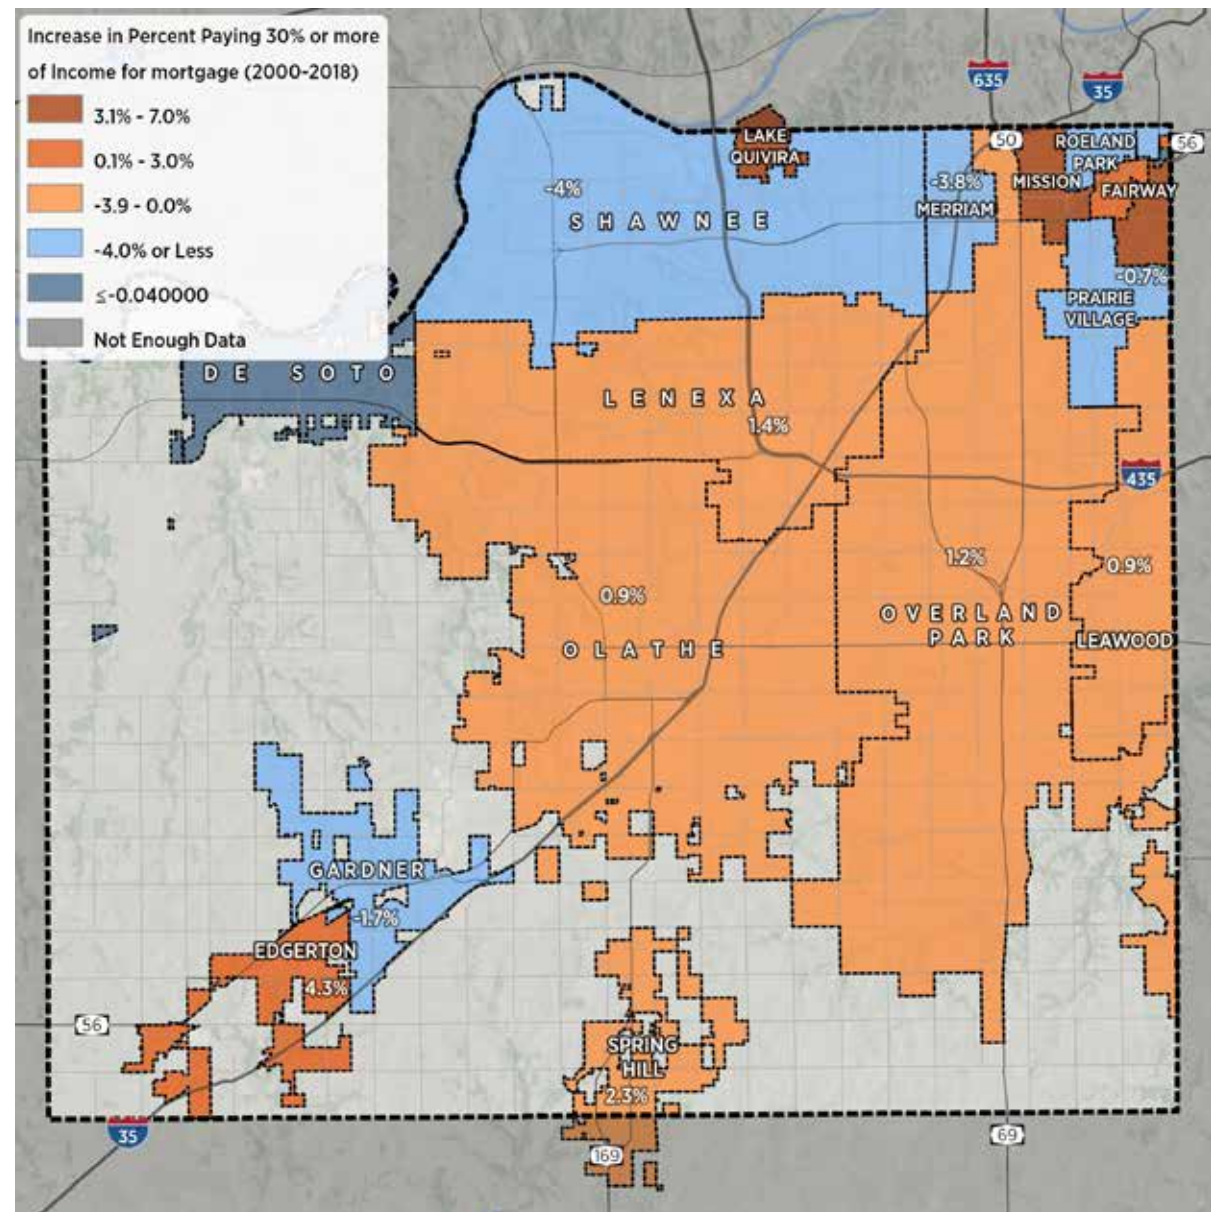 Increase in Percent Paying 30% or more
of Income for mortgage (2000-2018)
3.1% - 7.0%
0.1% - 3.0%
-3.9 - 0.0%
-4.0% or Less
≤-0.040000
Not Enough Data
635
35
50
56
LAKE
QUIVIRA
ROELAND
PARK
MISSION
FAIRWAY
-4%
SHAWNEE
-3.8%
MERRIAM
-0.7%
PRAIRIE
VILLAGE
DE SOTO
LENEXA
1.4%
435
1.2%
0.9%
0.9%
OVERLAND
PARK
LEAWOOD
OLATHE
GARDNER
-1.7%
EDGERTON
4.3%
56
SPRING
HILL
2.3%
35
169
69